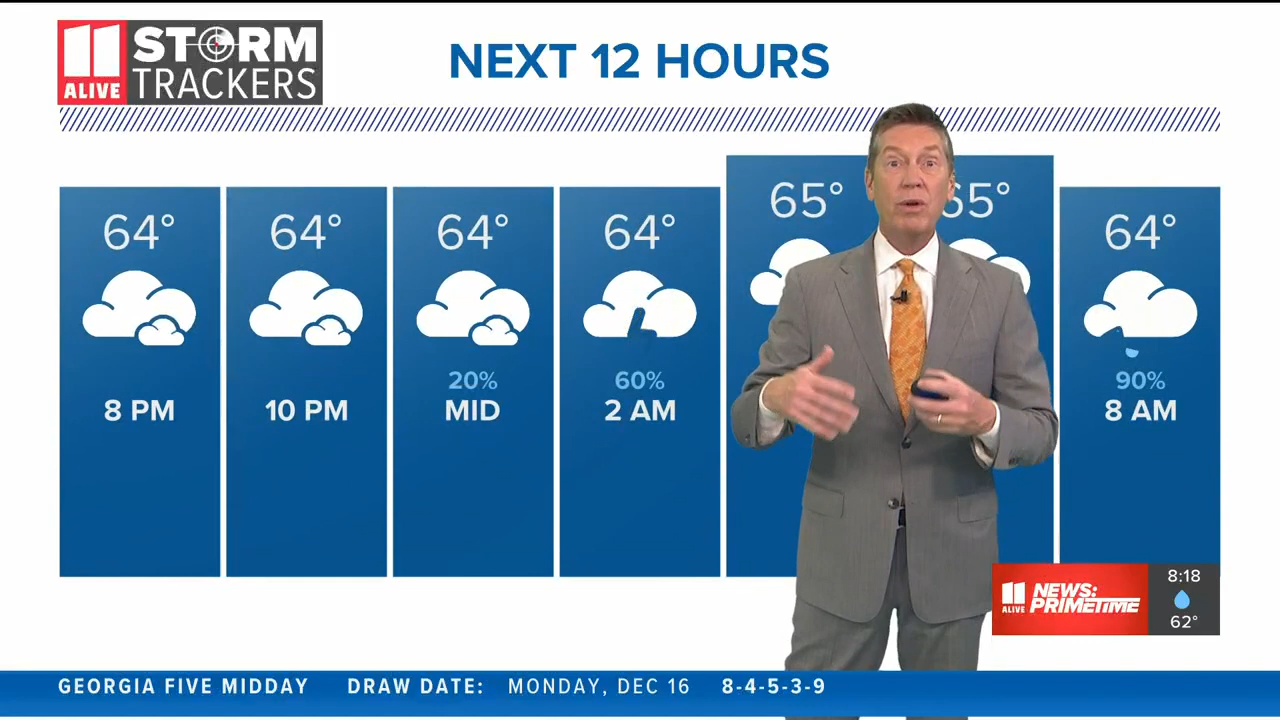 11 ALIVE STORM TRACKERS
NEXT 12 HOURS
64° 64° 64° 64° 65° 65° 64°
20% 60% 90%
8 PM 10 PM MID 2 AM 8 AM
11 ALIVE NEWS: PRIMETIME
8:18
62°
GEORGIA FIVE MIDDAY DRAW DATE: MONDAY, DEC 16 8-4-5-3-9